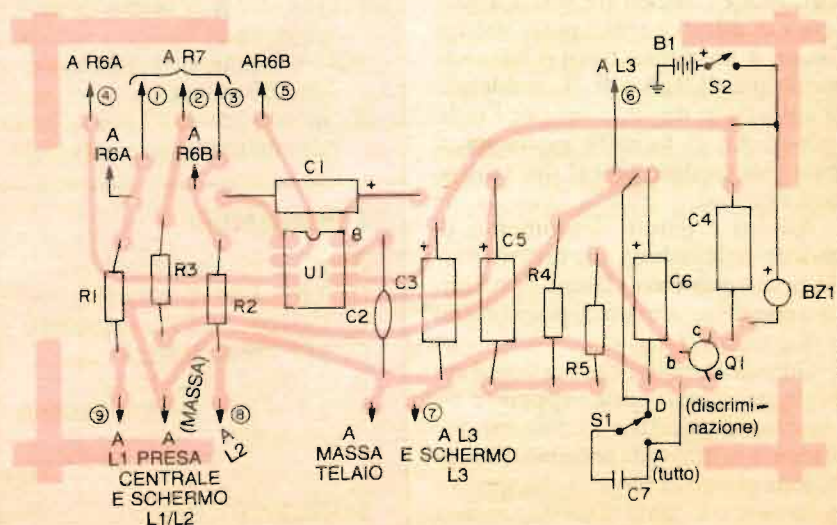 A R6A
A R7
AR6B
A L3
B1
+
S2
④
①
②
③
⑤
⑥
A
R6A
A
R6B
C1
+
8
U1
R1
R3
R2
C2
+
C3
+
C5
R4
R5
+
C6
C4
+
BZ1
c
b
e
Q1
⑨
(MASSA)
⑧
⑦
A
A
A L2
L1 PRESA
CENTRALE
E SCHERMO
L1/L2
A
MASSA
TELAIO
A L3
E SCHERMO
L3
S1
D
(discrimi-
nazione)
A
(tutto)
C7